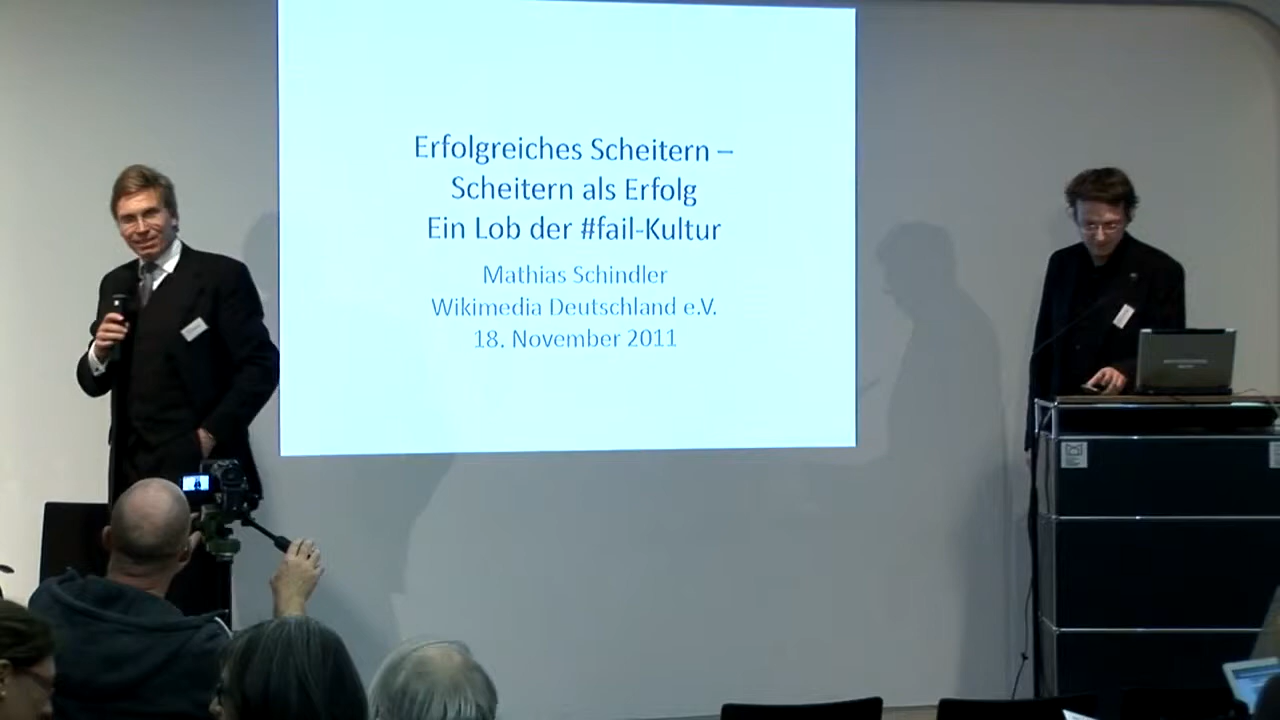 Erfolgreiches Scheitern –
Scheitern als Erfolg
Ein Lob der #fail-Kultur
Mathias Schindler
Wikimedia Deutschland e.V.
18. November 2011